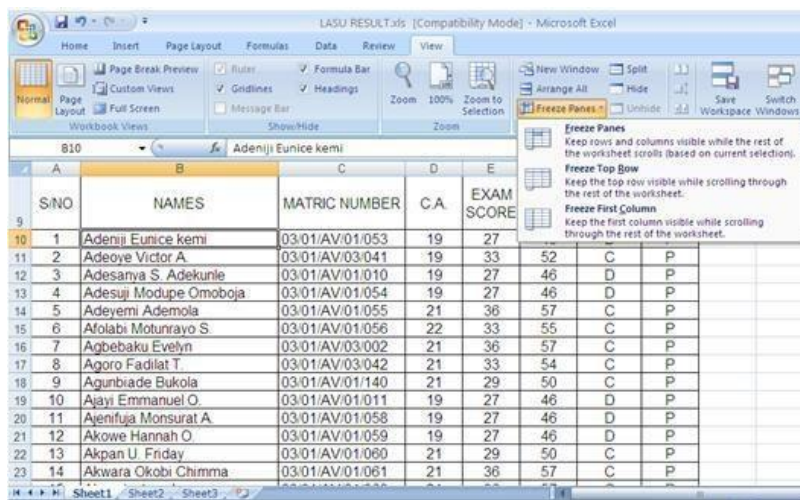 LASU RESULT.xls [Compatibility Mode] - Microsoft Excel
Home Insert Page Layout Formulas Data Review View
Normal Page Layout Page Break Preview Custom Views Full Screen
Workbook Views
Ruler Formula Bar
Gridlines Headings
Message Bar
Show/Hide
Zoom 100% Zoom to Selection
Zoom
New Window Split
Arrange All Hide
Freeze Panes Unhide
Save Workspace Switch Windows
Freeze Panes
Keep rows and columns visible while the rest of
the worksheet scrolls (based on current selection).
Freeze Top Row
Keep the top row visible while scrolling through
the rest of the worksheet.
Freeze First Column
Keep the first column visible while scrolling
through the rest of the worksheet.
B10 fx Adeniji Eunice kemi
A B C D E
9 S/NO NAMES MATRIC NUMBER C.A. EXAM SCORE
10 1 Adeniji Eunice kemi 03/01/AV/01/053 19 27
11 2 Adeoye Victor A. 03/01/AV/03/041 19 33 52 C P
12 3 Adesanya S. Adekunle 03/01/AV/01/010 19 27 46 D P
13 4 Adesuji Modupe Omoboja 03/01/AV/01/054 19 27 46 D P
14 5 Adeyemi Ademola 03/01/AV/01/055 21 36 57 C P
15 6 Afolabi Motunrayo S. 03/01/AV/01/056 22 33 55 C P
16 7 Agbebaku Evelyn 03/01/AV/03/002 21 36 57 C P
17 8 Agoro Fadilat T. 03/01/AV/03/042 21 33 54 C P
18 9 Agunbiade Bukola 03/01/AV/01/140 21 29 50 C P
19 10 Ajayi Emmanuel O. 03/01/AV/01/011 19 27 46 D P
20 11 Ajenifuja Monsurat A. 03/01/AV/01/058 19 27 46 D P
21 12 Akowe Hannah O. 03/01/AV/01/059 19 27 46 D P
22 13 Akpan U. Friday 03/01/AV/01/060 21 29 50 C P
23 14 Akwara Okobi Chimma 03/01/AV/01/061 21 36 57 C P
Sheet1 Sheet2 Sheet3